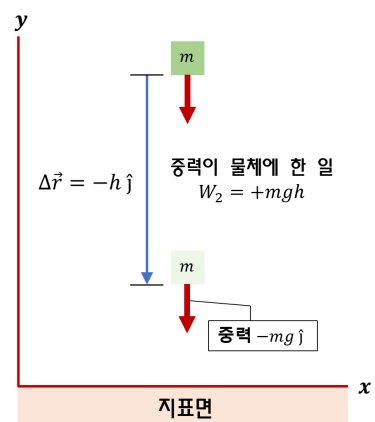 y
m
중력이 물체에 한 일
W₂ = +mgh
Δr⃗ = −h ĵ
m
중력 −mg ĵ
x
지표면